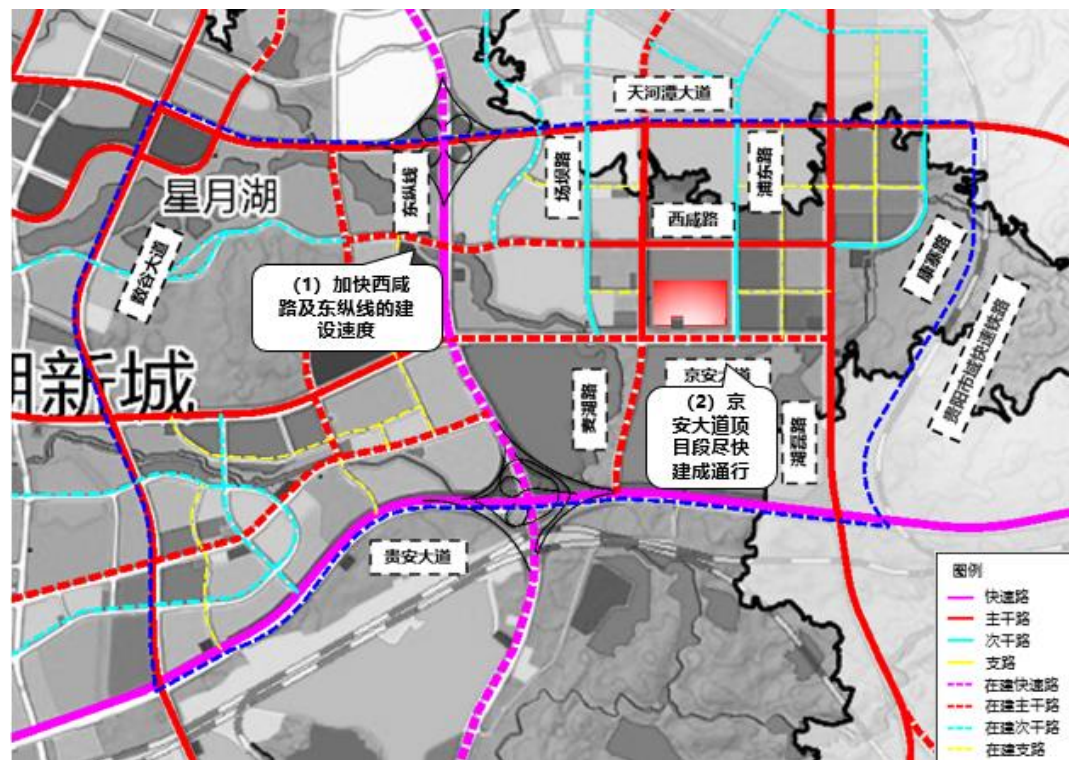 天河潭大道
东纵线
场坝路
浦东路
星月湖
西咸路
数谷大道
康寨路
(1) 加快西咸
路及东纵线的建
设速度
贵阳市域快速铁路
湖新城
京安大道
麦湖路
(2) 京
安大道项
目段尽快
建成通行
湖磊路
贵安大道
图例
快速路
主干路
次干路
支路
在建快速路
在建主干路
在建次干路
在建支路